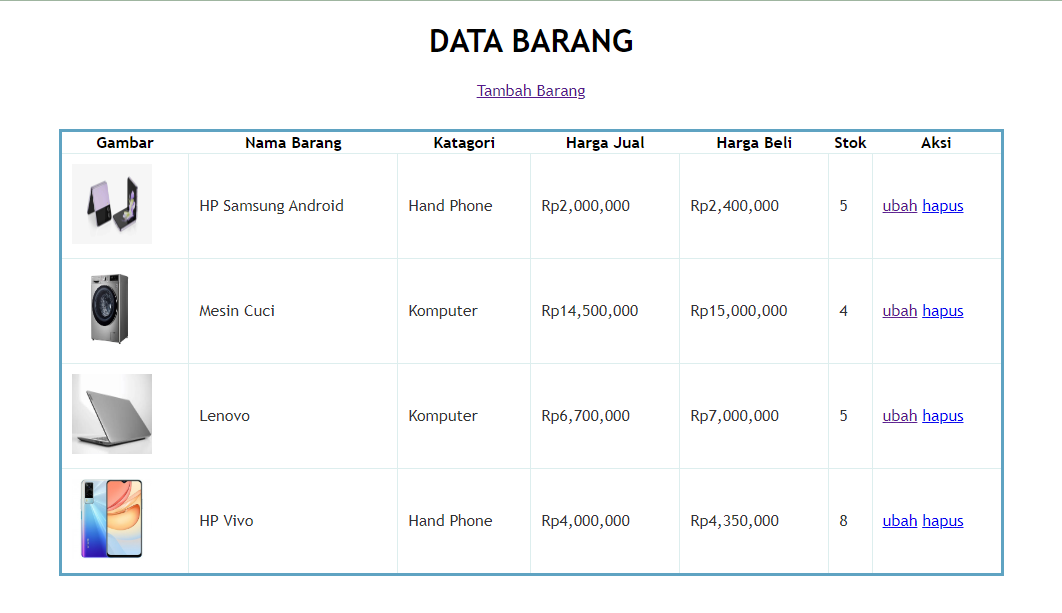 DATA BARANG
Tambah Barang
Gambar Nama Barang Katagori Harga Jual Harga Beli Stok Aksi
HP Samsung Android Hand Phone Rp2,000,000 Rp2,400,000 5 ubah hapus
Mesin Cuci Komputer Rp14,500,000 Rp15,000,000 4 ubah hapus
Lenovo Komputer Rp6,700,000 Rp7,000,000 5 ubah hapus
HP Vivo Hand Phone Rp4,000,000 Rp4,350,000 8 ubah hapus